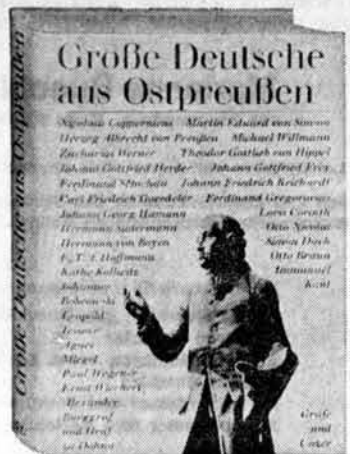 Große Deutsche aus Ostpreußen
Große Deutsche
aus Ostpreußen
Nicolaus Coppernicus Martin Eduard von Simson
Herzog Albrecht von Preußen Michael Willmann
Zacharias Werner Theodor Gottlieb von Hippel
Johann Gottfried Herder Johann Gottfried Frey
Ferdinand Johann Friedrich Reichardt
Carl Friedrich Goerdeler Ferdinand Gregorovius
Johann Georg Hamann Lovis Corinth
Hermann Sudermann Otto Nicolai
Hermann von Boyen Simon Dach
E. T. A. Hoffmann Otto Braun
Käthe Kollwitz Immanuel
Johannes Kant
Bobrowski
Leopold
Jessner
Agnes
Miegel
Paul Wegener
Ernst Wiechert
Alexander
Burggraf Gräfe
und Graf und
zu Dohna Unzer